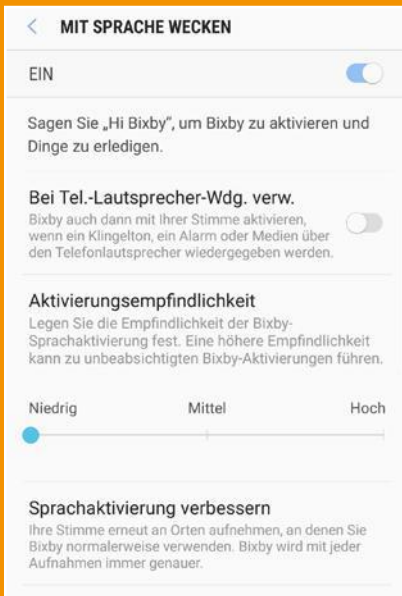 MIT SPRACHE WECKEN
EIN
Sagen Sie „Hi Bixby", um Bixby zu aktivieren und
Dinge zu erledigen.
Bei Tel.-Lautsprecher-Wdg. verw.
Bixby auch dann mit Ihrer Stimme aktivieren,
wenn ein Klingelton, ein Alarm oder Medien über
den Telefonlautsprecher wiedergegeben werden.
Aktivierungsempfindlichkeit
Legen Sie die Empfindlichkeit der Bixby-
Sprachaktivierung fest. Eine höhere Empfindlichkeit
kann zu unbeabsichtigten Bixby-Aktivierungen führen.
Niedrig Mittel Hoch
Sprachaktivierung verbessern
Ihre Stimme erneut an Orten aufnehmen, an denen Sie
Bixby normalerweise verwenden. Bixby wird mit jeder
Aufnahmen immer genauer.